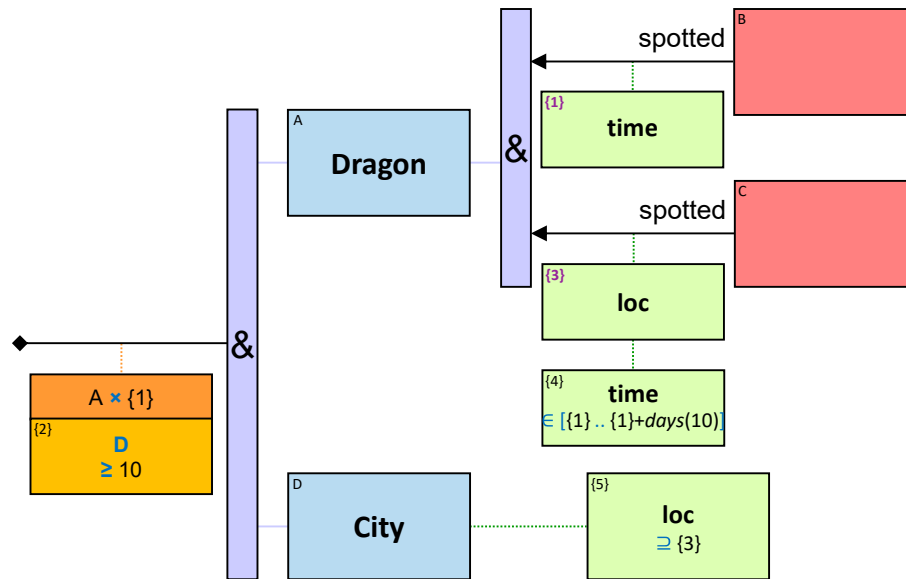 B
spotted
{1}
time
A
Dragon
&
C
spotted
{3}
loc
&
A × {1}
{2}
D
≥ 10
{4}
time
∈ [{1} .. {1}+days(10)]
D
City
{5}
loc
⊇ {3}